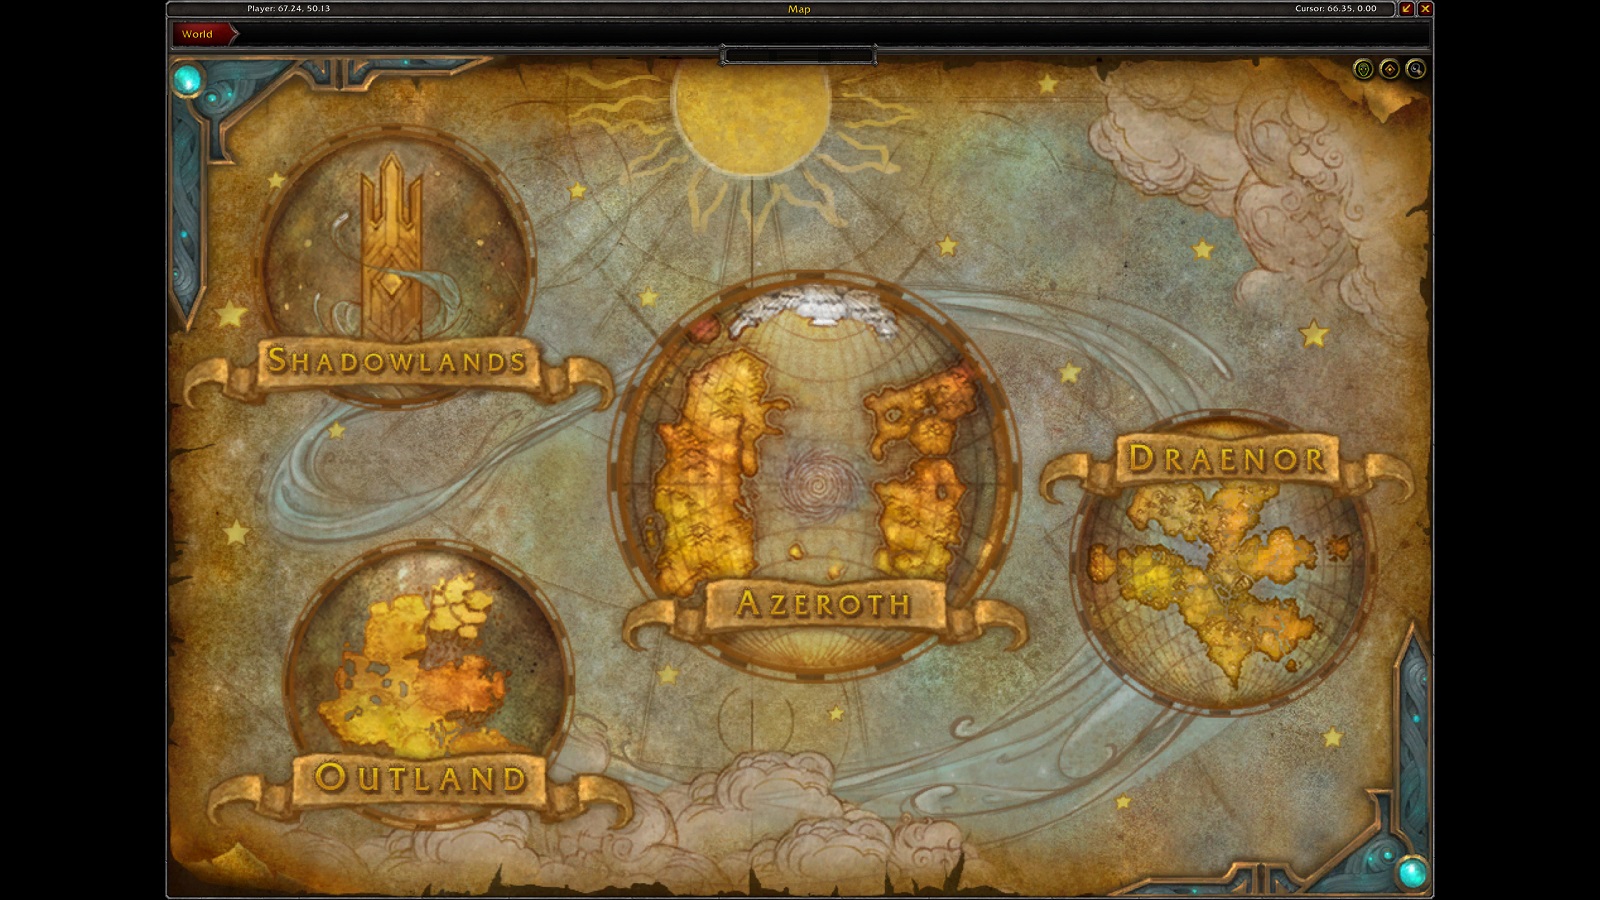 Player: 67.24, 50.13
Map
Cursor: 66.35, 0.00
World
SHADOWLANDS
AZEROTH
DRAENOR
OUTLAND